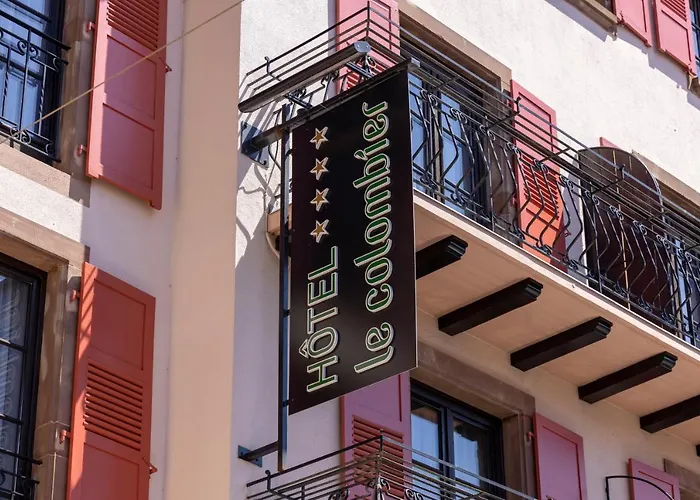 HÔTEL ★★★★
le colombier